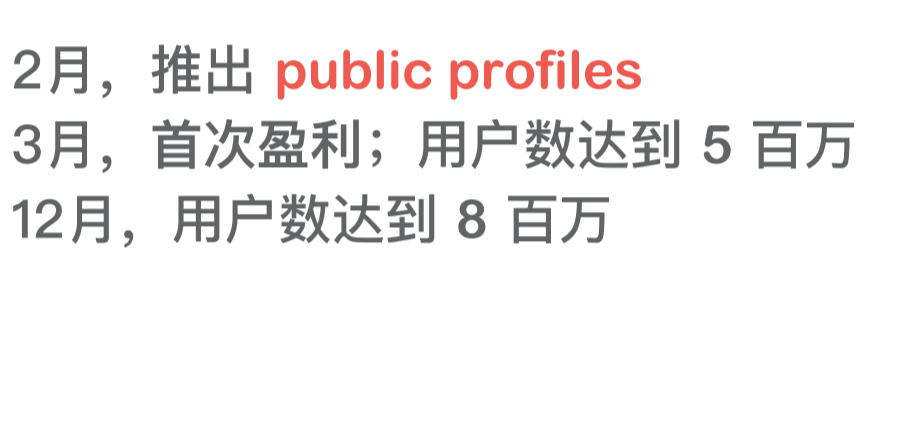 2月，推出 public profiles
3月，首次盈利；用户数达到 5 百万
12月，用户数达到 8 百万